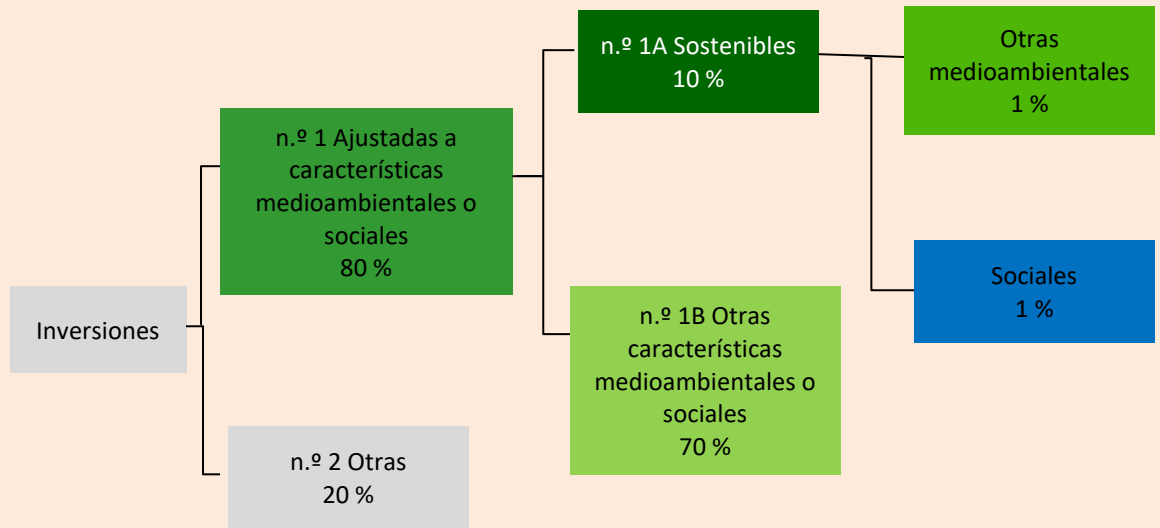 Inversiones
n.º 1 Ajustadas a
características
medioambientales o
sociales
80 %
n.º 2 Otras
20 %
n.º 1A Sostenibles
10 %
n.º 1B Otras
características
medioambientales o
sociales
70 %
Otras
medioambientales
1 %
Sociales
1 %